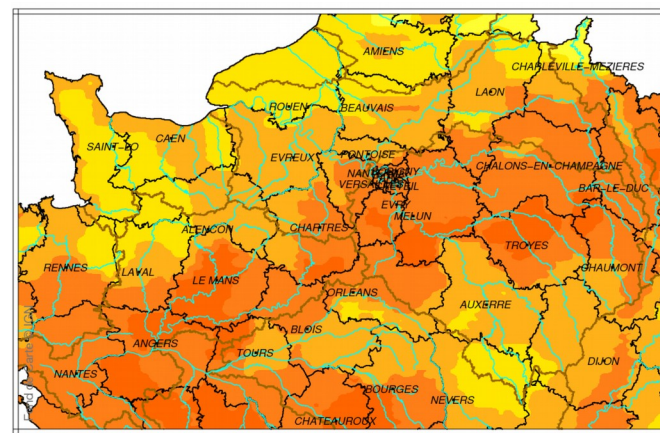 AMIENS
CHARLEVILLE-MEZIERES
LAON
ROUEN
BEAUVAIS
CAEN
SAINT-LO
EVREUX
PONTOISE
CHALONS-EN-CHAMPAGNE
BAR-LE-DUC
EVRY
MELUN
ALENCON
CHARTRES
TROYES
RENNES
LAVAL
LE MANS
CHAUMONT
ORLEANS
AUXERRE
BLOIS
ANGERS
TOURS
DIJON
NANTES
BOURGES
NEVERS
CHATEAUROUX